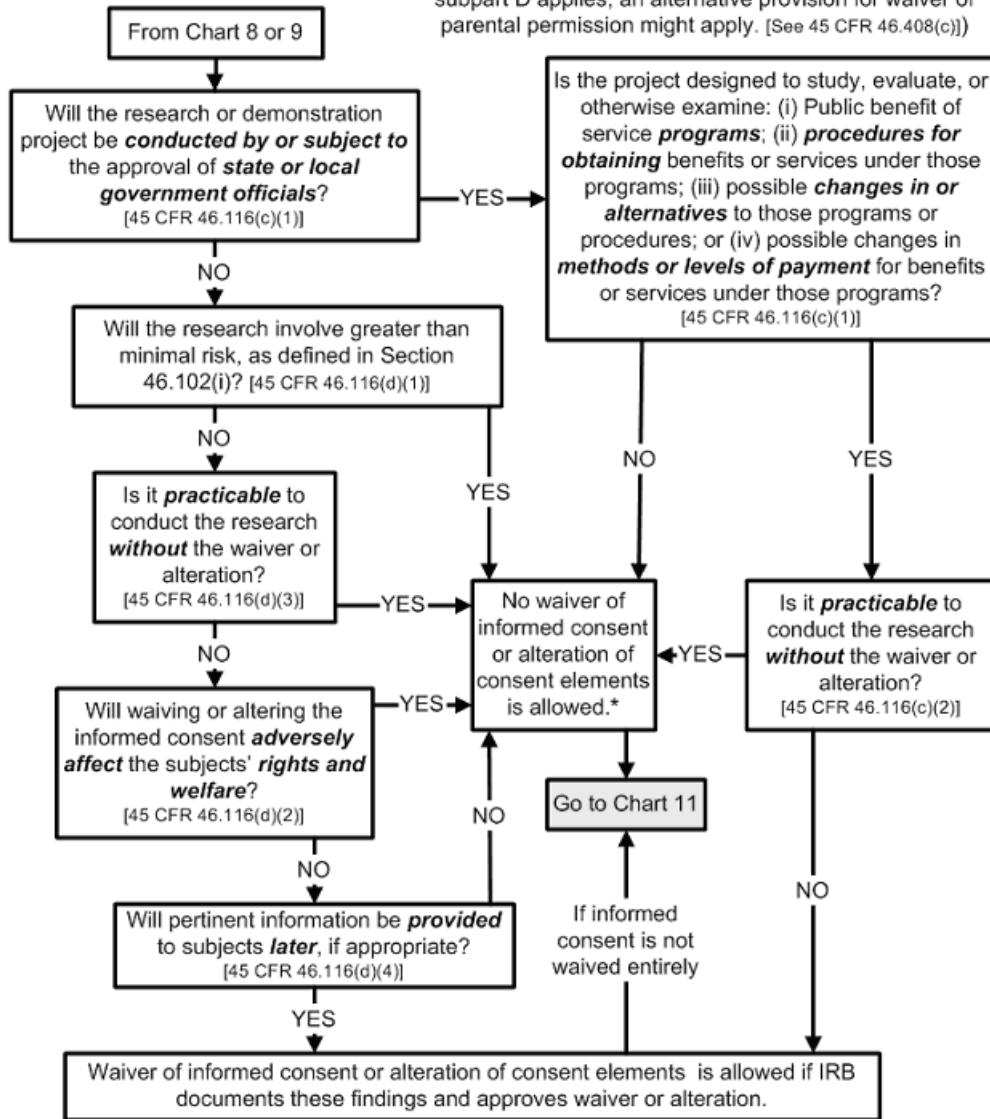 subpart D applies, an alternative provision for waiver of
parental permission might apply. [See 45 CFR 46.408(c)])
From Chart 8 or 9
Will the research or demonstration
project be conducted by or subject to
the approval of state or local
government officials?
[45 CFR 46.116(c)(1)]
YES
Is the project designed to study, evaluate, or
otherwise examine: (i) Public benefit of
service programs; (ii) procedures for
obtaining benefits or services under those
programs; (iii) possible changes in or
alternatives to those programs or
procedures; or (iv) possible changes in
methods or levels of payment for benefits
or services under those programs?
[45 CFR 46.116(c)(1)]
NO
Will the research involve greater than
minimal risk, as defined in Section
46.102(i)? [45 CFR 46.116(d)(1)]
NO
YES
NO
YES
Is it practicable to
conduct the research
without the waiver or
alteration?
[45 CFR 46.116(d)(3)]
YES
No waiver of
informed consent
or alteration of
consent elements
is allowed.*
YES
Is it practicable to
conduct the research
without the waiver or
alteration?
[45 CFR 46.116(c)(2)]
NO
Will waiving or altering the
informed consent adversely
affect the subjects' rights and
welfare?
[45 CFR 46.116(d)(2)]
YES
Go to Chart 11
NO
NO
NO
Will pertinent information be provided
to subjects later, if appropriate?
[45 CFR 46.116(d)(4)]
If informed
consent is not
waived entirely
YES
Waiver of informed consent or alteration of consent elements is allowed if IRB
documents these findings and approves waiver or alteration.